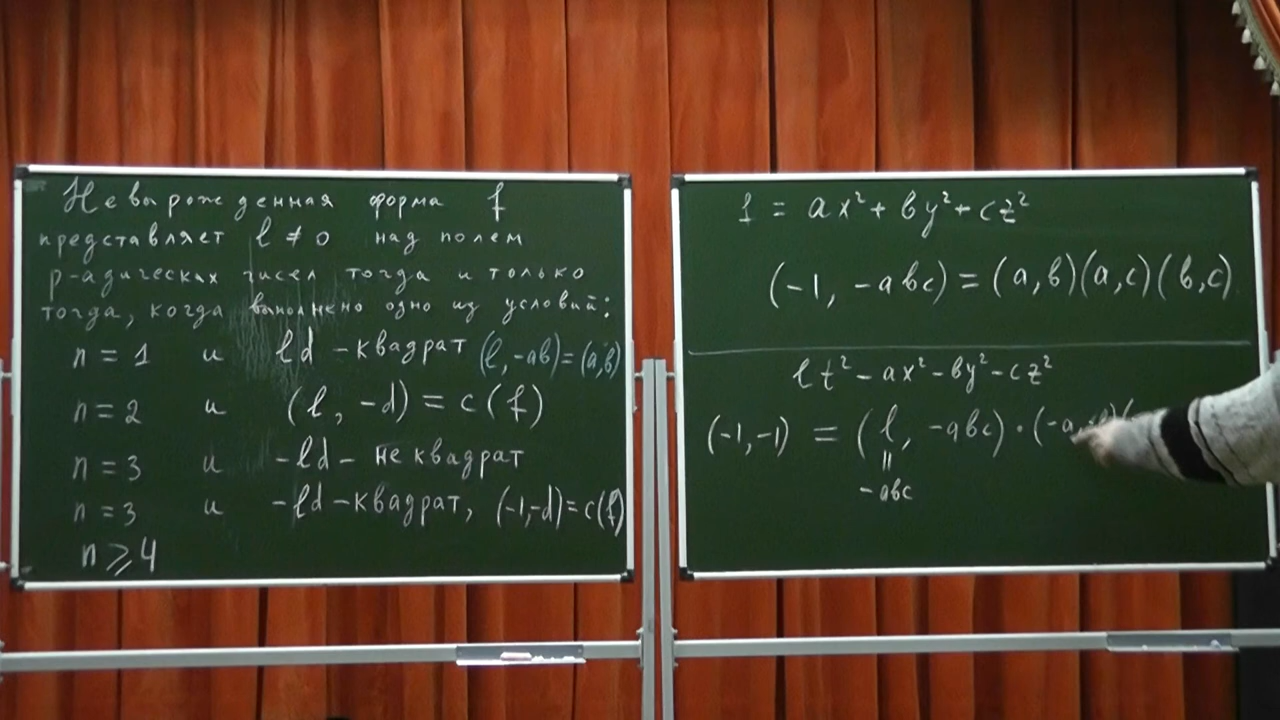 Невырожденная форма f
представляет l ≠ 0 над полем
p-адических чисел тогда и только
тогда, когда выполнено одно из условий:
n = 1 и ld – квадрат (l, -ab) = (a, b)
n = 2 и (l, -d) = c(f)
n = 3 и -ld – не квадрат
n = 3 и -ld – квадрат, (-1, -d) = c(f)
n ⩾ 4
1 = ax² + by² + cz²
(-1, -abc) = (a, b)(a, c)(b, c)
lt² - ax² - by² - cz²
(-1, -1) = (l, -abc) · (-a,
=
-abc